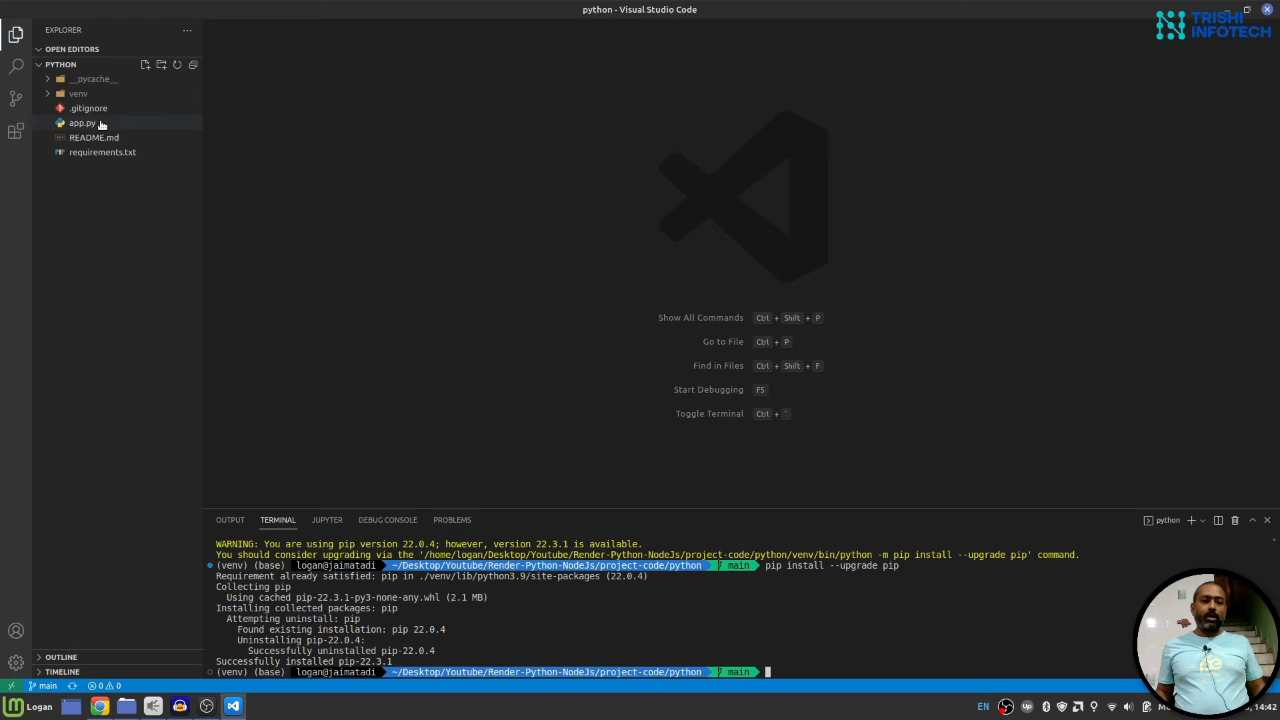 python - Visual Studio Code
TRISHI
INFOTECH
EXPLORER
OPEN EDITORS
PYTHON
__pycache__
venv
.gitignore
app.py
README.md
requirements.txt
Show All Commands Ctrl + Shift + P
Go to File Ctrl + P
Find in Files Ctrl + Shift + F
Start Debugging F5
Toggle Terminal Ctrl + `
OUTPUT TERMINAL JUPYTER DEBUG CONSOLE PROBLEMS
python
WARNING: You are using pip version 22.0.4; however, version 22.3.1 is available.
You should consider upgrading via the '/home/logan/Desktop/Youtube/Render-Python-NodeJs/project-code/python/venv/bin/python -m pip install --upgrade pip' command.
(venv) (base) logan@jaimatadi ~/Desktop/Youtube/Render-Python-NodeJs/project-code/python main pip install --upgrade pip
Requirement already satisfied: pip in ./venv/lib/python3.9/site-packages (22.0.4)
Collecting pip
Using cached pip-22.3.1-py3-none-any.whl (2.1 MB)
Installing collected packages: pip
Attempting uninstall: pip
Found existing installation: pip 22.0.4
Uninstalling pip-22.0.4:
Successfully uninstalled pip-22.0.4
Successfully installed pip-22.3.1
(venv) (base) logan@jaimatadi ~/Desktop/Youtube/Render-Python-NodeJs/project-code/python main
OUTLINE
TIMELINE
main 0 0
Logan
EN
Up
14:42